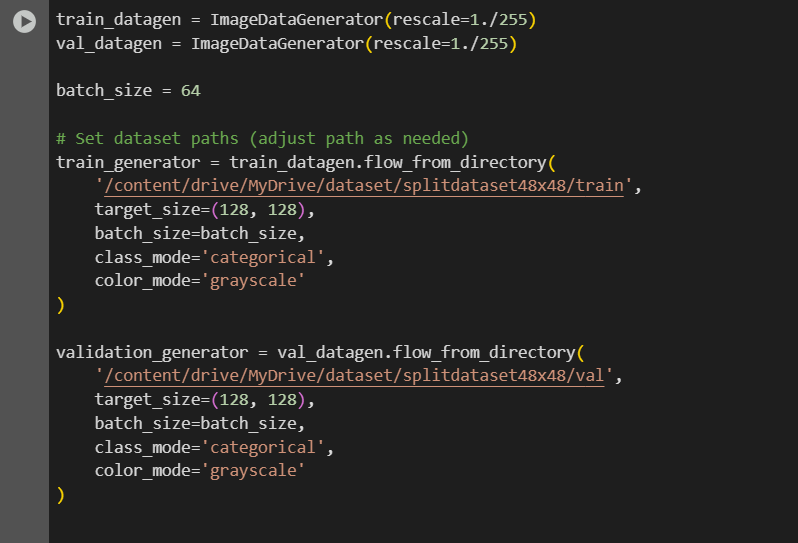 train_datagen = ImageDataGenerator(rescale=1./255)
val_datagen = ImageDataGenerator(rescale=1./255)

batch_size = 64

# Set dataset paths (adjust path as needed)
train_generator = train_datagen.flow_from_directory(
    '/content/drive/MyDrive/dataset/splitdataset48x48/train',
    target_size=(128, 128),
    batch_size=batch_size,
    class_mode='categorical',
    color_mode='grayscale'
)

validation_generator = val_datagen.flow_from_directory(
    '/content/drive/MyDrive/dataset/splitdataset48x48/val',
    target_size=(128, 128),
    batch_size=batch_size,
    class_mode='categorical',
    color_mode='grayscale'
)